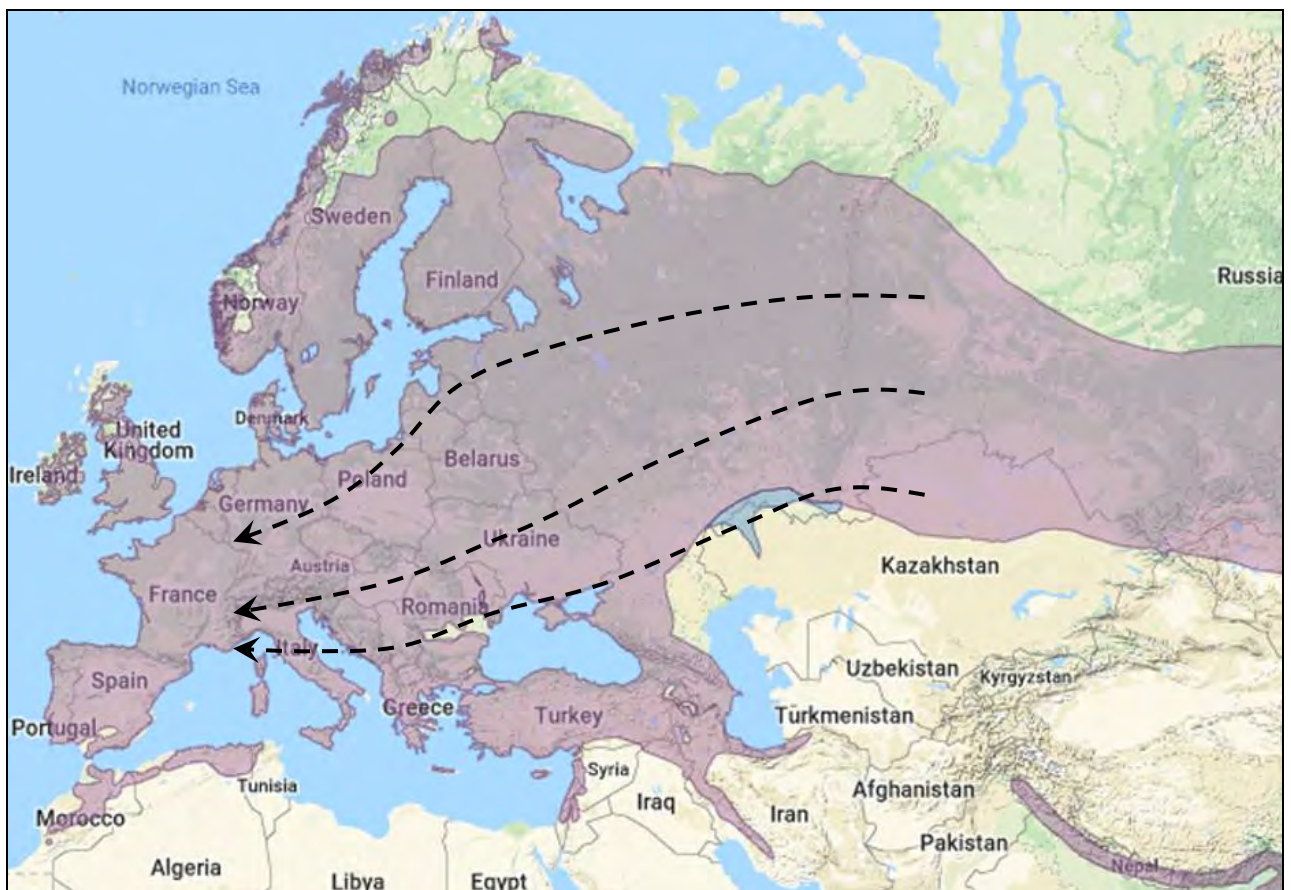 Norwegian Sea
Sweden
Finland
Russia
Norway
Denmark
United
Kingdom
Ireland
Belarus
Poland
Germany
Ukraine
Austria
Kazakhstan
France
Romania
Italy
Uzbekistan
Kyrgyzstan
Spain
Greece
Turkey
Turkmenistan
Portugal
Syria
Tunisia
Afghanistan
Iraq
Iran
Morocco
Pakistan
Algeria
Nepal
Libya
Egypt